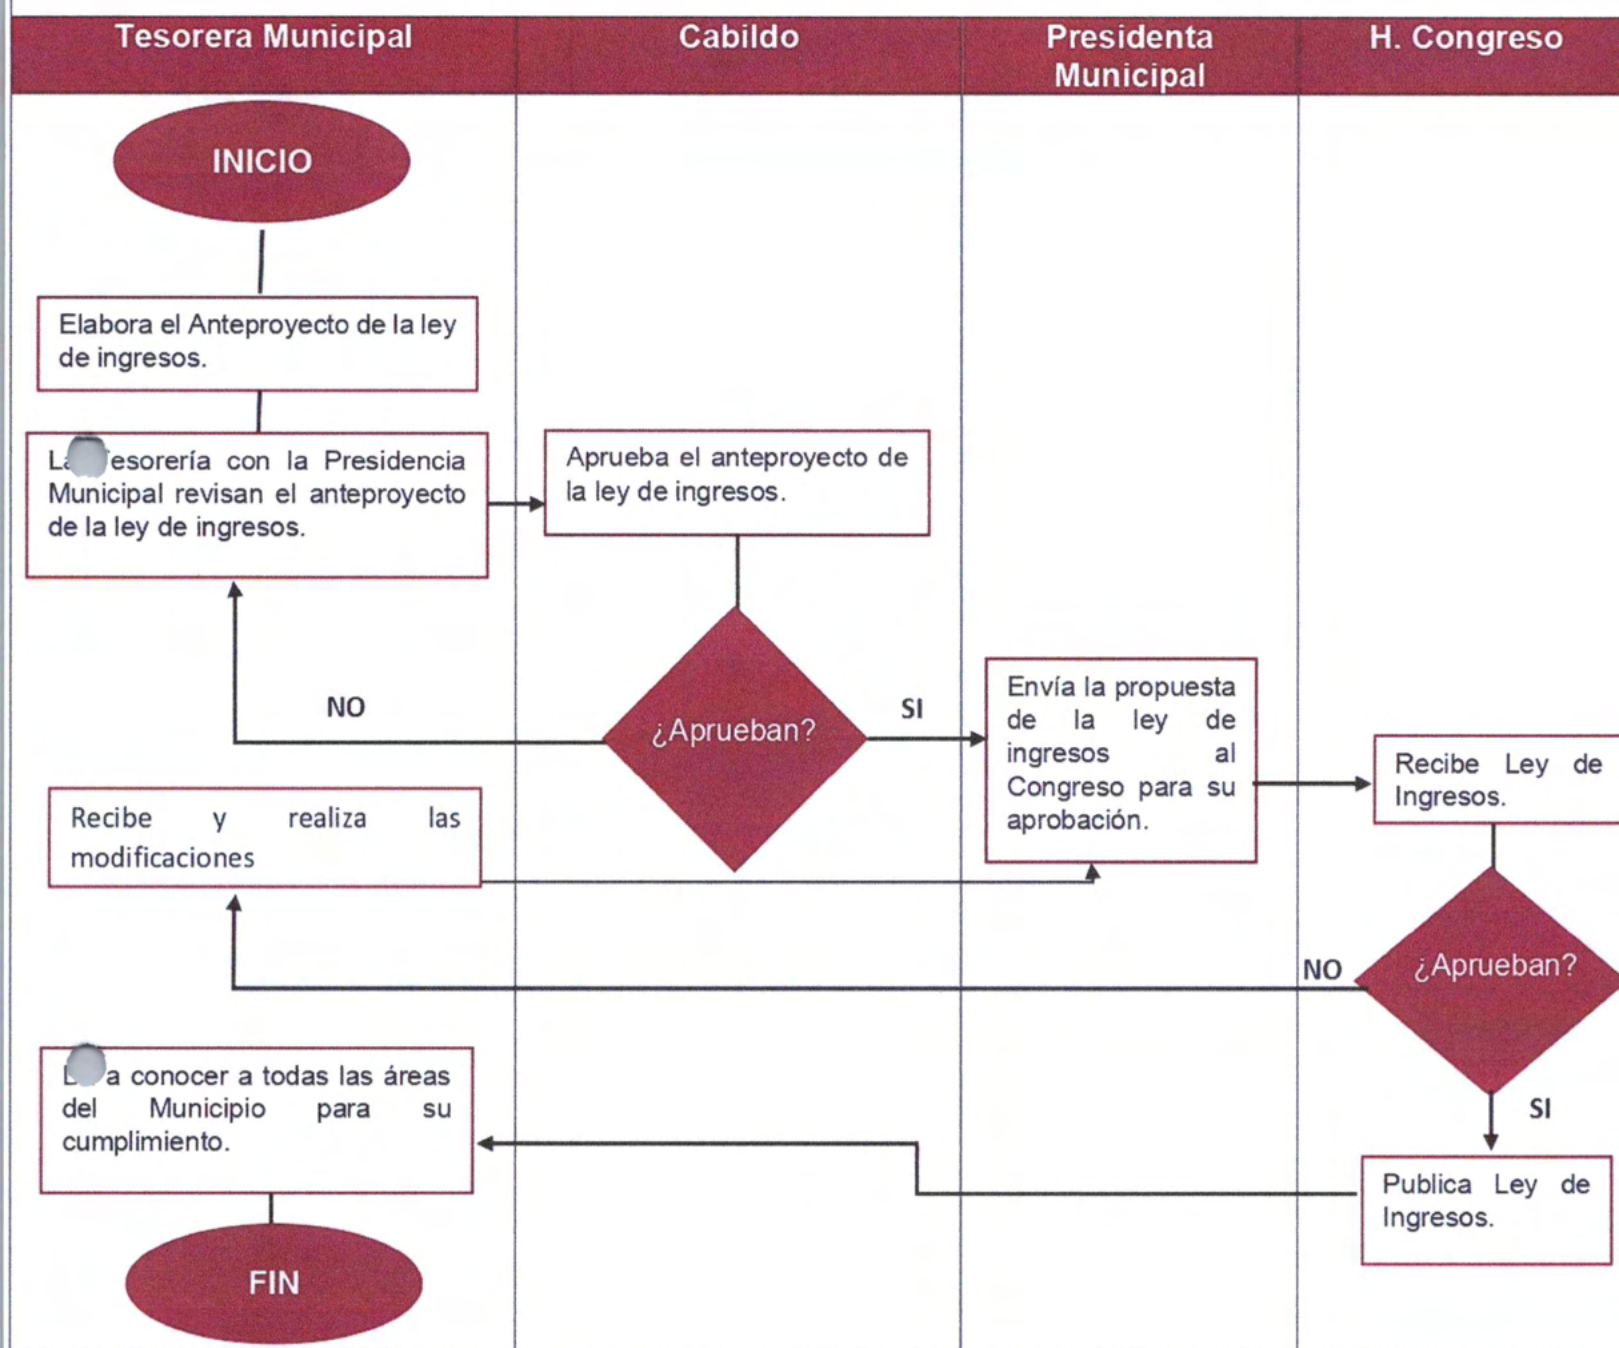 Tesorera Municipal
Cabildo
Presidenta
Municipal
H. Congreso
INICIO
Elabora el Anteproyecto de la ley
de ingresos.
esorería con la Presidencia
Municipal revisan el anteproyecto
de la ley de ingresos.
Aprueba el anteproyecto de
la ley de ingresos.
¿Aprueban?
NO
SI
Envía la propuesta
de la ley de
ingresos al
Congreso para su
aprobación.
Recibe Ley de
Ingresos.
Recibe y realiza las
modificaciones
¿Aprueban?
NO
SI
a conocer a todas las áreas
del Municipio para su
cumplimiento.
Publica Ley de
Ingresos.
FIN